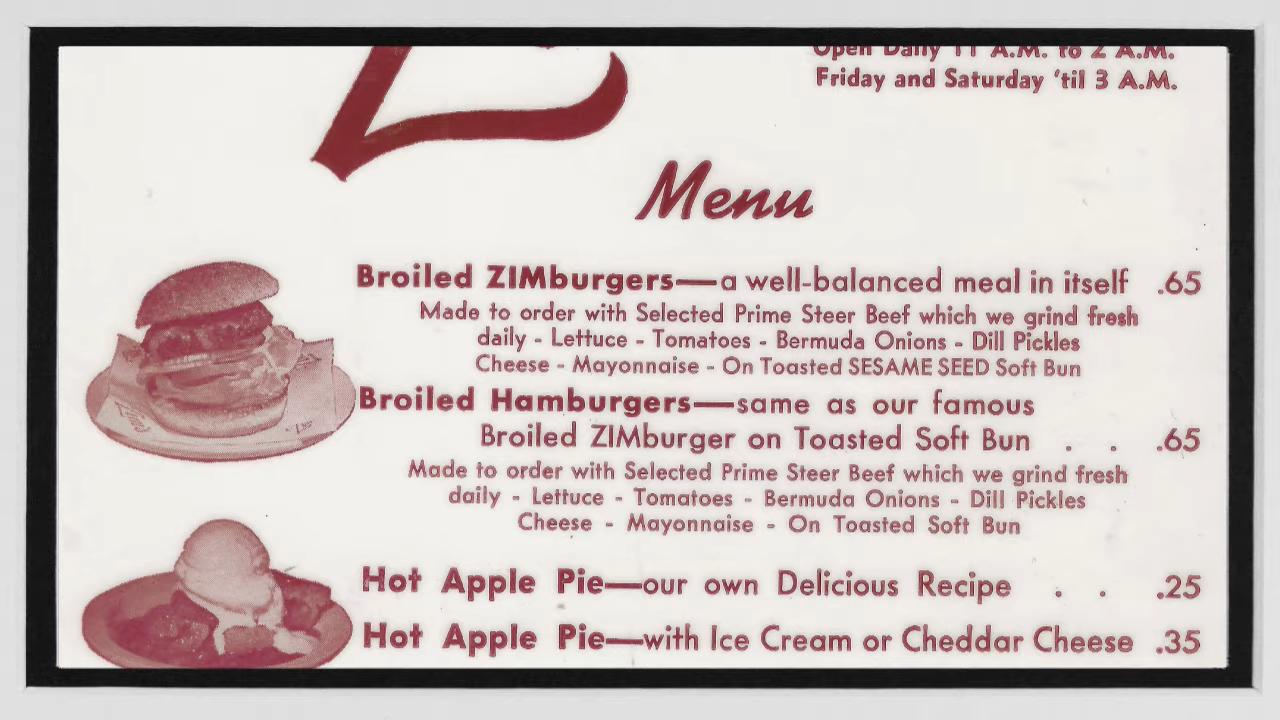 Open Daily 11 A.M. to 2 A.M.
Friday and Saturday 'til 3 A.M.
Menu
Broiled ZIMburgers—a well-balanced meal in itself .65
Made to order with Selected Prime Steer Beef which we grind fresh
daily - Lettuce - Tomatoes - Bermuda Onions - Dill Pickles
Cheese - Mayonnaise - On Toasted SESAME SEED Soft Bun
Broiled Hamburgers—same as our famous
Broiled ZIMburger on Toasted Soft Bun . . .65
Made to order with Selected Prime Steer Beef which we grind fresh
daily - Lettuce - Tomatoes - Bermuda Onions - Dill Pickles
Cheese - Mayonnaise - On Toasted Soft Bun
Hot Apple Pie—our own Delicious Recipe . . .25
Hot Apple Pie—with Ice Cream or Cheddar Cheese .35